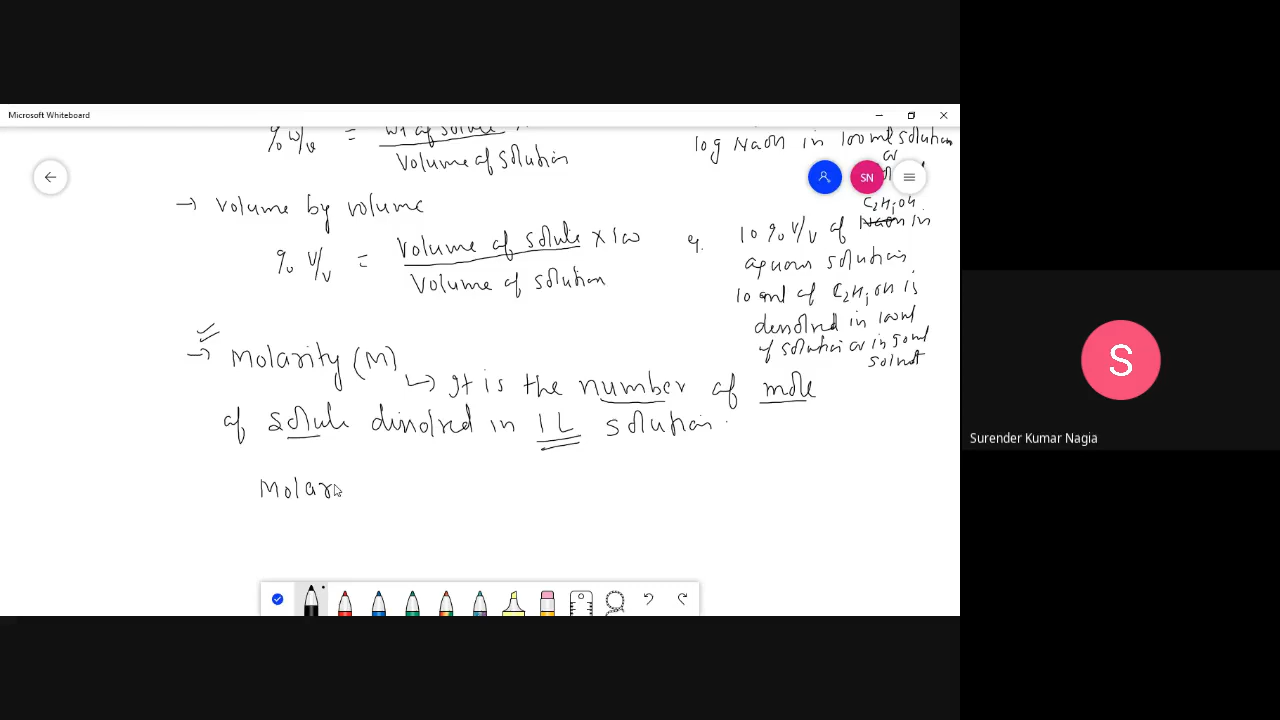 Microsoft Whiteboard
% w/v = wt of solute ×
Volume of solution
10g NaOH in 100ml solution
or
SN
→ Volume by volume
% V/v = Volume of solute × 100
Volume of solution
eg. 10 % V/v of NaOH in
C2H5OH
aqueous solution
10 ml of C2H5OH is
dissolved in 100ml
of solution or in 90ml
solvent
→ Molarity (M)
↳ It is the number of mole
of solute dissolved in 1L solution.
Molar
S
Surender Kumar Nagia